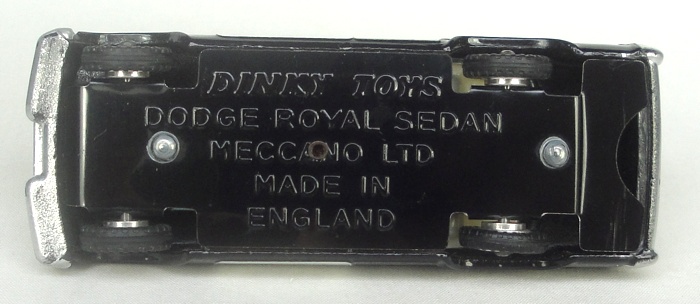 DINKY TOYS
DODGE ROYAL SEDAN
MECCANO LTD
MADE IN
ENGLAND